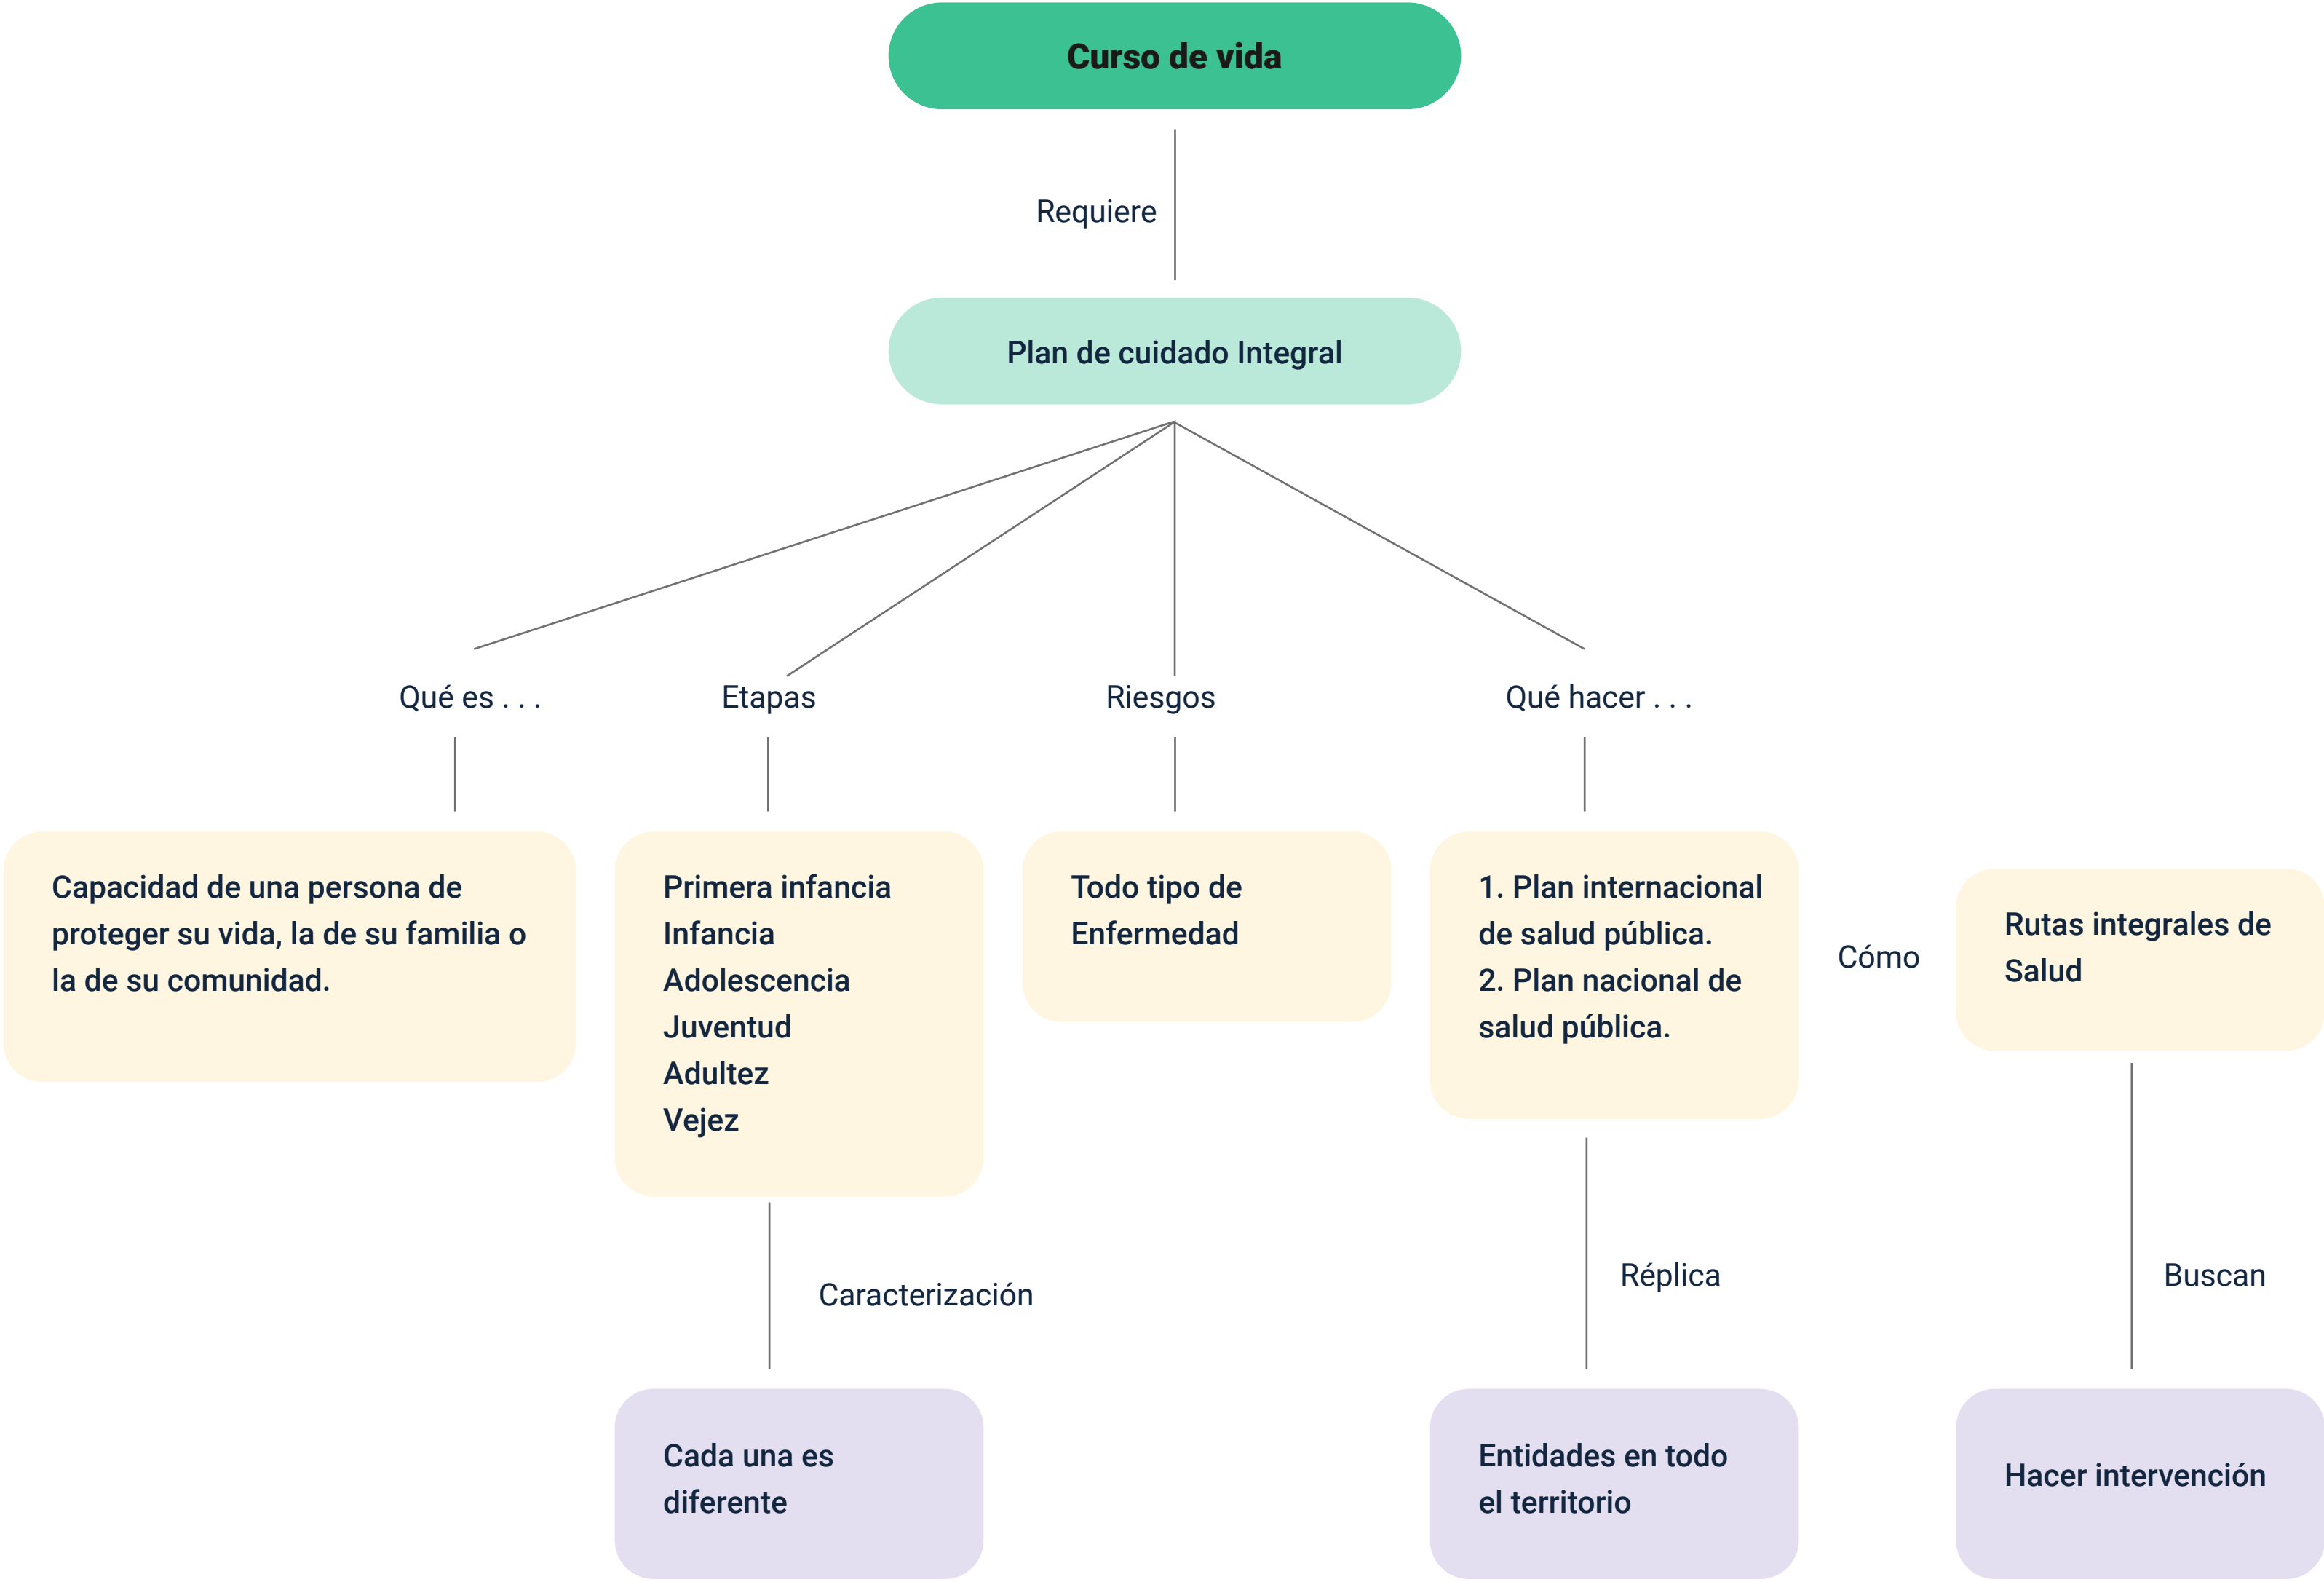 Curso de vida
Requiere
Plan de cuidado Integral
Qué es . . .
Etapas
Riesgos
Qué hacer . . .
Capacidad de una persona de
proteger su vida, la de su familia o
la de su comunidad.
Primera infancia
Infancia
Adolescencia
Juventud
Adultez
Vejez
Todo tipo de
Enfermedad
1. Plan internacional
de salud pública.
2. Plan nacional de
salud pública.
Cómo
Rutas integrales de
Salud
Caracterización
Réplica
Buscan
Cada una es
diferente
Entidades en todo
el territorio
Hacer intervención